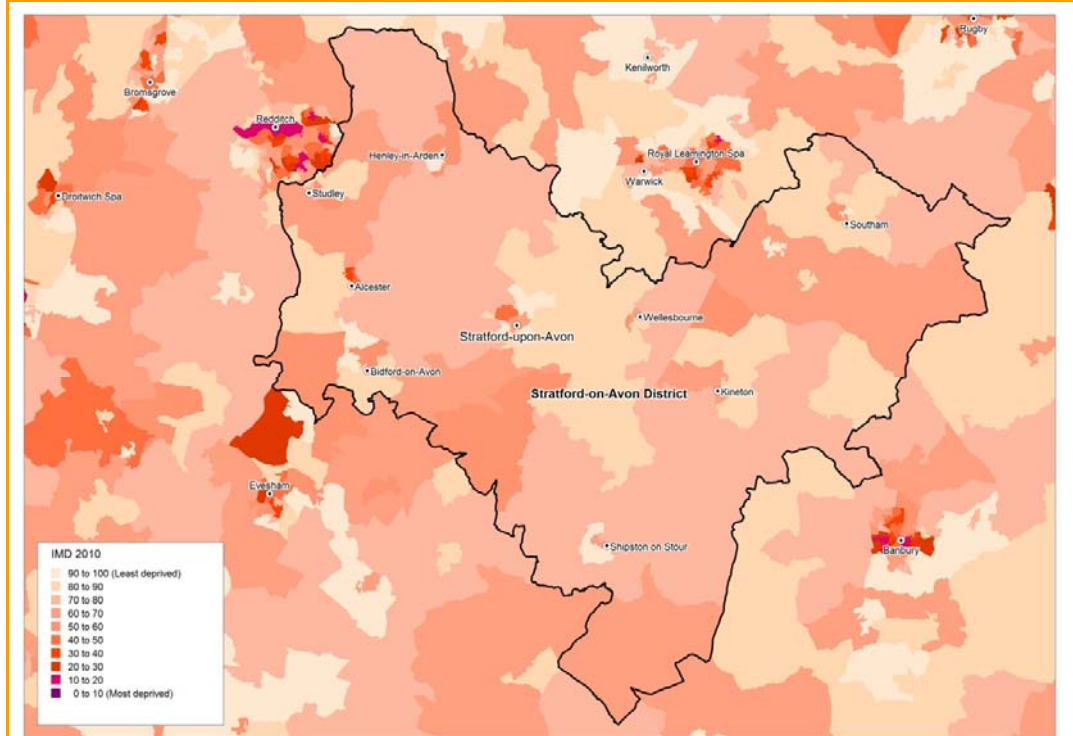 Rugby
Kenilworth
Bromsgrove
Redditch
Henley-in-Arden
Royal Leamington Spa
Warwick
Studley
Droitwich Spa
Southam
Alcester
Wellesbourne
Stratford-upon-Avon
Bidford-on-Avon
Stratford-on-Avon District
Kineton
Evesham
Banbury
Shipston on Stour
IMD 2010
90 to 100 (Least deprived)
80 to 90
70 to 80
60 to 70
50 to 60
40 to 50
30 to 40
20 to 30
10 to 20
0 to 10 (Most deprived)